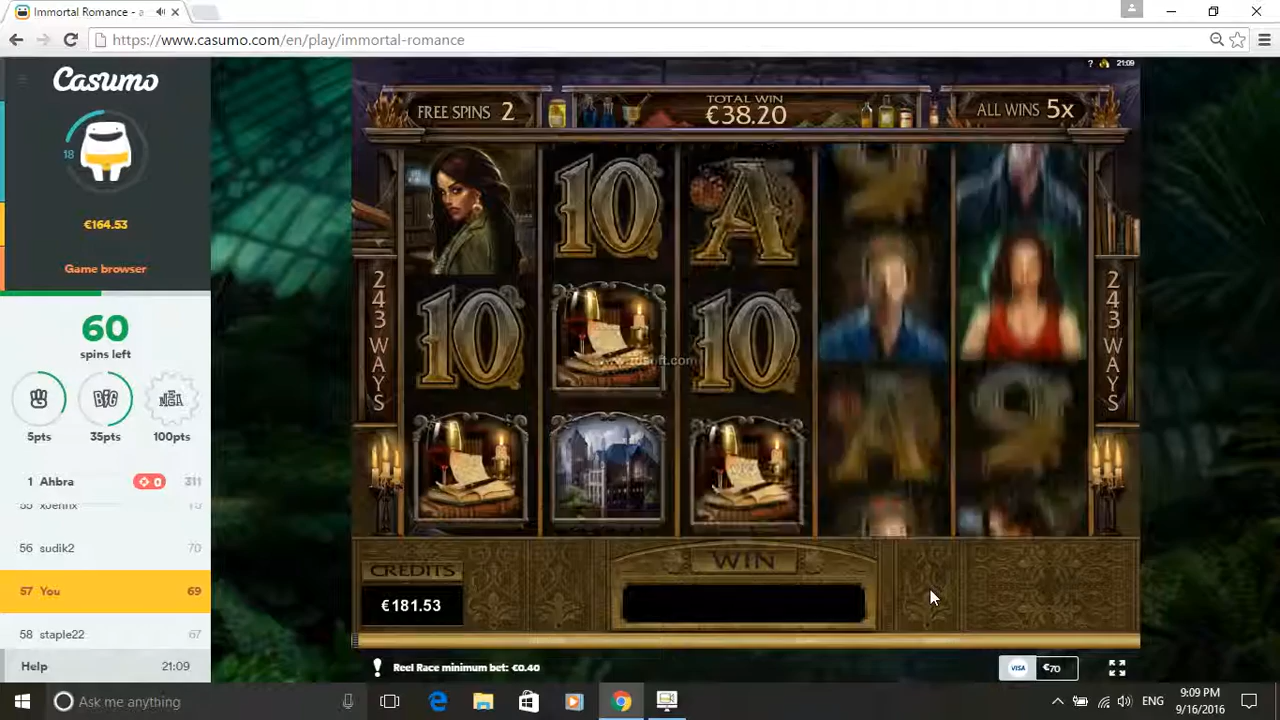 Immortal Romance - a
https://www.casumo.com/en/play/immortal-romance
Casumo
18
€164.53
Game browser
60
spins left
BIG
5pts 35pts 100pts
1 Ahbra 0 311
56 sudik2 70
57 You 69
58 staple22 67
Help 21:09
? 21:09
FREE SPINS 2
TOTAL WIN
€38.20
ALL WINS 5x
243 WAYS
243 WAYS
10 A
10 10
CREDITS
€181.53
WIN
! Reel Race minimum bet: €0.40
VISA €70
Ask me anything
ENG
9:09 PM
9/16/2016